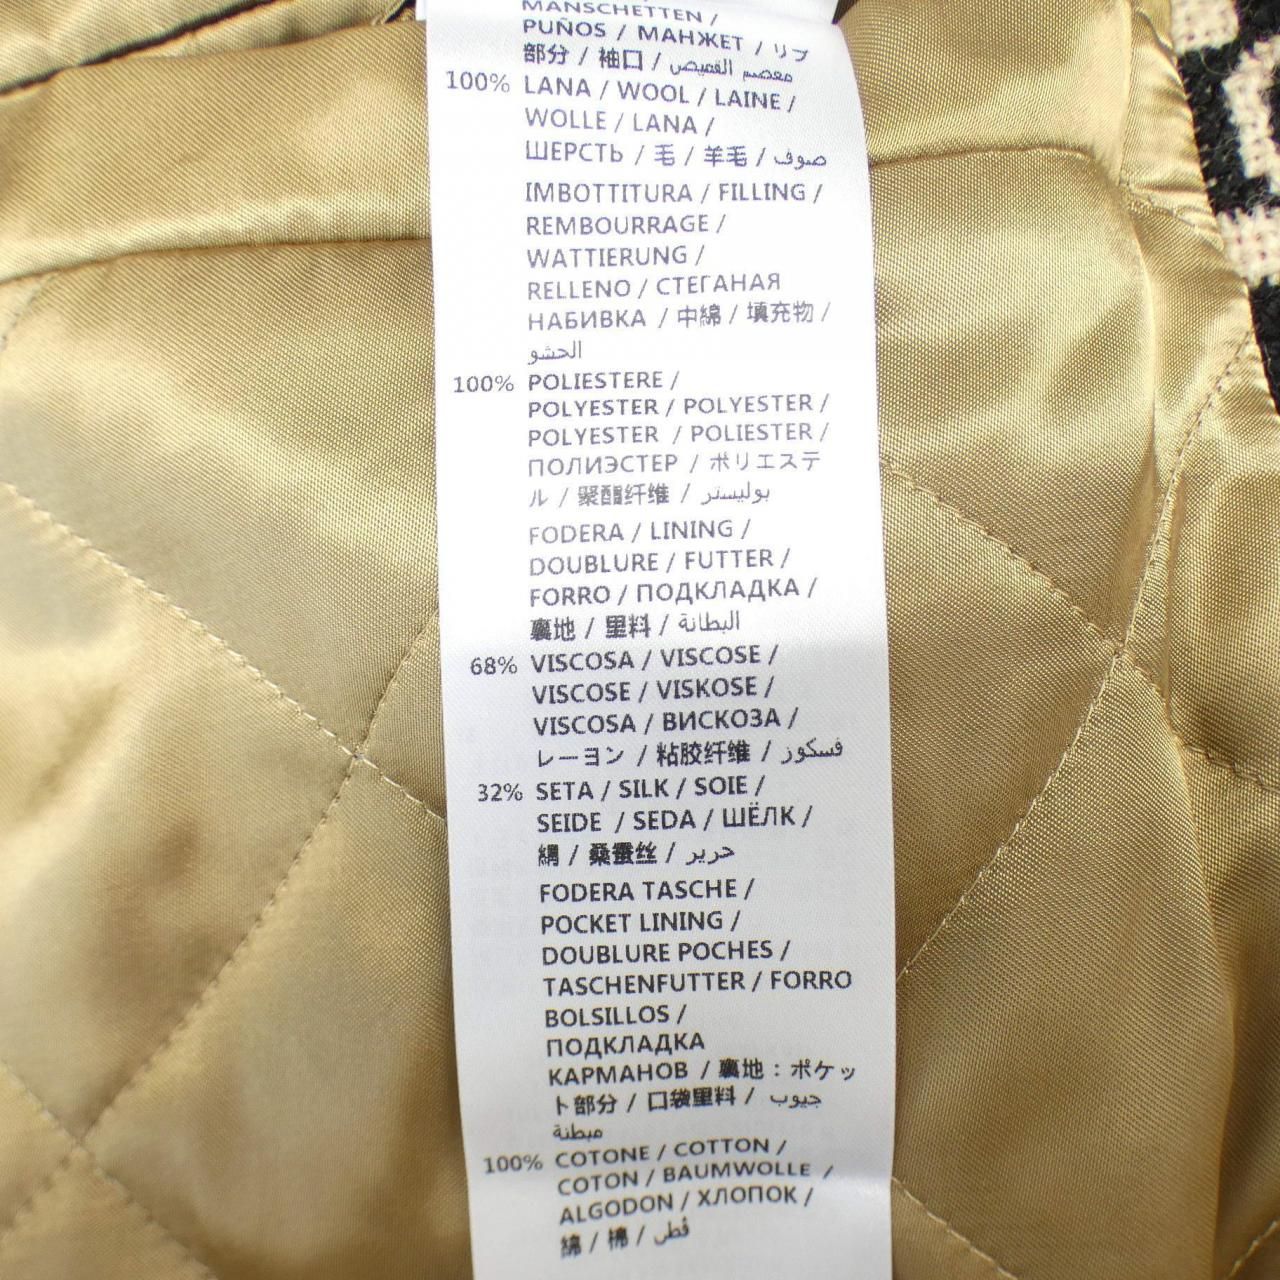 MANSCHETTEN /
PUÑOS / МАНЖЕТ / リブ
部分 / 袖口 / معصم القميص
100% LANA / WOOL / LAINE /
WOLLE / LANA /
ШЕРСТЬ / 毛 / 羊毛 / صوف
IMBOTTITURA / FILLING /
REMBOURRAGE /
WATTIERUNG /
RELLENO / СТЕГАНАЯ
НАБИВКА / 中綿 / 填充物 /
الحشو
100% POLIESTERE /
POLYESTER / POLYESTER /
POLYESTER / POLIESTER /
ПОЛИЭСТЕР / ポリエステ
ル / 聚酯纤维 / بوليستر
FODERA / LINING /
DOUBLURE / FUTTER /
FORRO / ПОДКЛАДКА /
裏地 / 里料 / البطانة
68% VISCOSA / VISCOSE /
VISCOSE / VISKOSE /
VISCOSA / ВИСКОЗА /
レーヨン / 粘胶纤维 / فسكوز
32% SETA / SILK / SOIE /
SEIDE / SEDA / ШЁЛК /
絹 / 桑蚕丝 / حرير
FODERA TASCHE /
POCKET LINING /
DOUBLURE POCHES /
TASCHENFUTTER / FORRO
BOLSILLOS /
ПОДКЛАДКА
КАРМАНОВ / 裏地：ポケッ
ト部分 / 口袋里料 / جيوب
مبطنة
100% COTONE / COTTON /
COTON / BAUMWOLLE /
ALGODON / ХЛОПОК /
綿 / 棉 / قطن